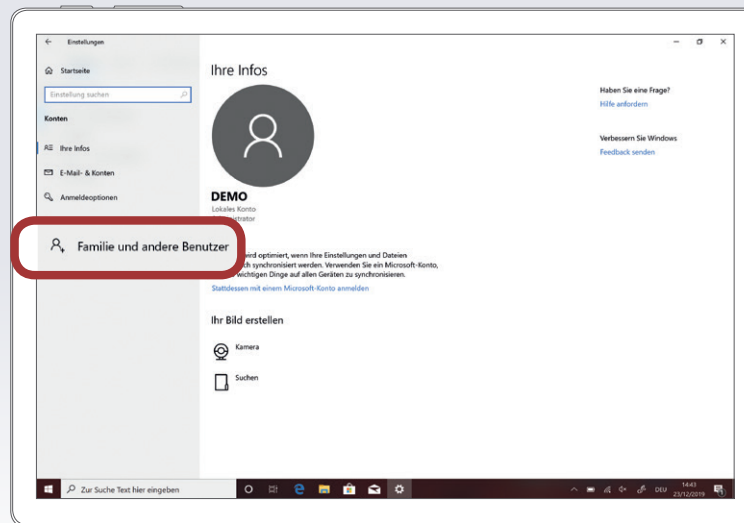 Einstellungen
Startseite
Einstellung suchen
Konten
Ihre Infos
E-Mail- & Konten
Anmeldeoptionen
Familie und andere Benutzer
Ihre Infos
DEMO
Lokales Konto
Administrator
wird optimiert, wenn Ihre Einstellungen und Dateien
synchronisiert werden. Verwenden Sie ein Microsoft-Konto,
wichtigen Dinge auf allen Geräten zu synchronisieren.
Stattdessen mit einem Microsoft-Konto anmelden
Ihr Bild erstellen
Kamera
Suchen
Haben Sie eine Frage?
Hilfe anfordern
Verbessern Sie Windows
Feedback senden
Zur Suche Text hier eingeben
DEU
14:43
23/12/2019